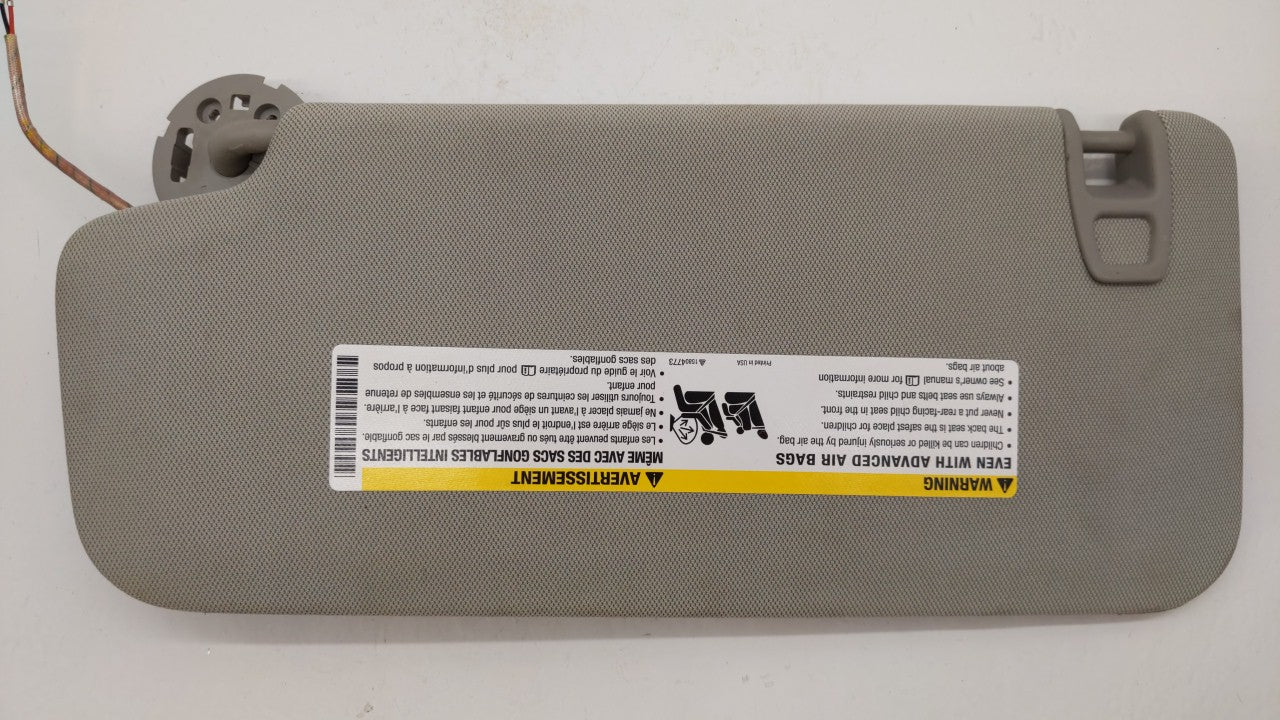 WARNING
EVEN WITH ADVANCED AIR BAGS
• Children can be killed or seriously injured by the air bag.
• The back seat is the safest place for children.
• Never put a rear-facing child seat in the front.
• Always use seat belts and child restraints.
• See owner's manual for more information
about air bags.
Printed in USA
15804773
AVERTISSEMENT
MÊME AVEC DES SACS GONFLABLES INTELLIGENTS
• Les enfants peuvent être tués ou gravement blessés par le sac gonflable.
• Le siège arrière est l'endroit le plus sûr pour les enfants.
• Ne jamais placer à l'avant un siège pour enfant faisant face à l'arrière.
• Toujours utiliser les ceintures de sécurité et les ensembles de retenue
pour enfant.
• Voir le guide du propriétaire pour plus d'information à propos
des sacs gonflables.